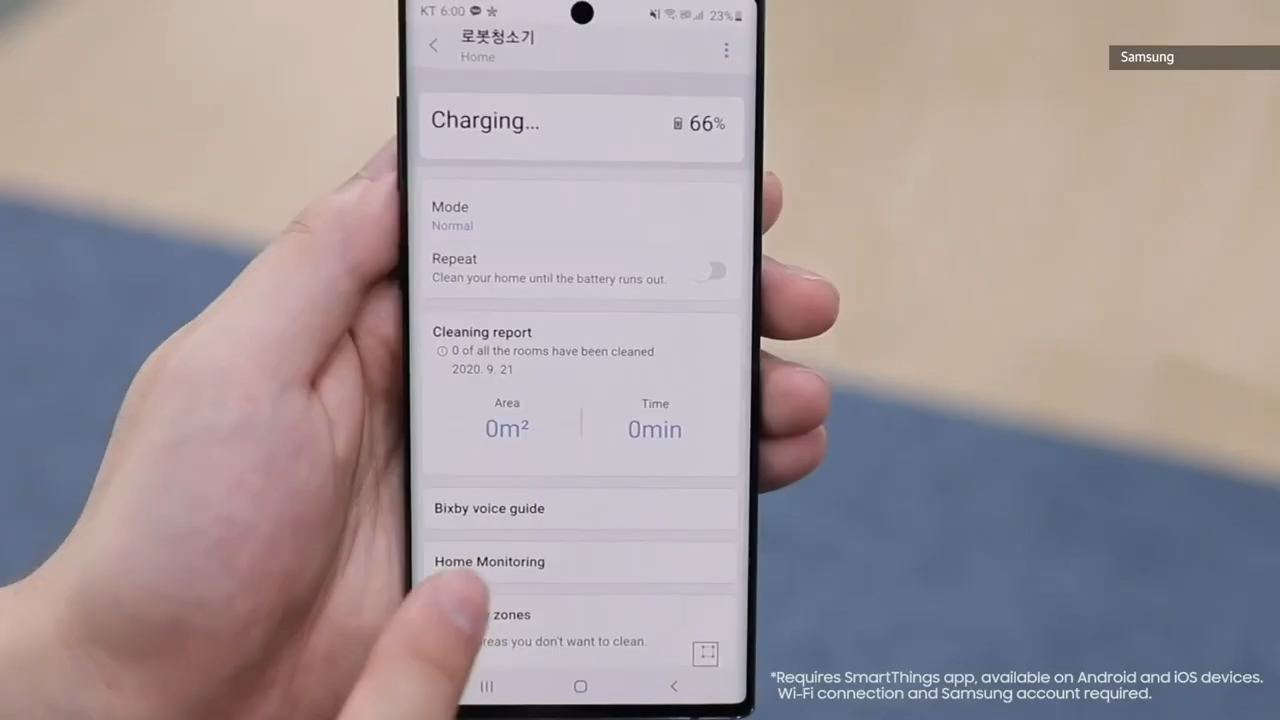 KT 6:00
23%
로봇청소기
Home
Samsung
Charging...
66%
Mode
Normal
Repeat
Clean your home until the battery runs out.
Cleaning report
0 of all the rooms have been cleaned
2020. 9. 21
Area
Time
0m²
0min
Bixby voice guide
Home Monitoring
zones
you don't want to clean.
*Requires SmartThings app, available on Android and iOS devices.
Wi-Fi connection and Samsung account required.